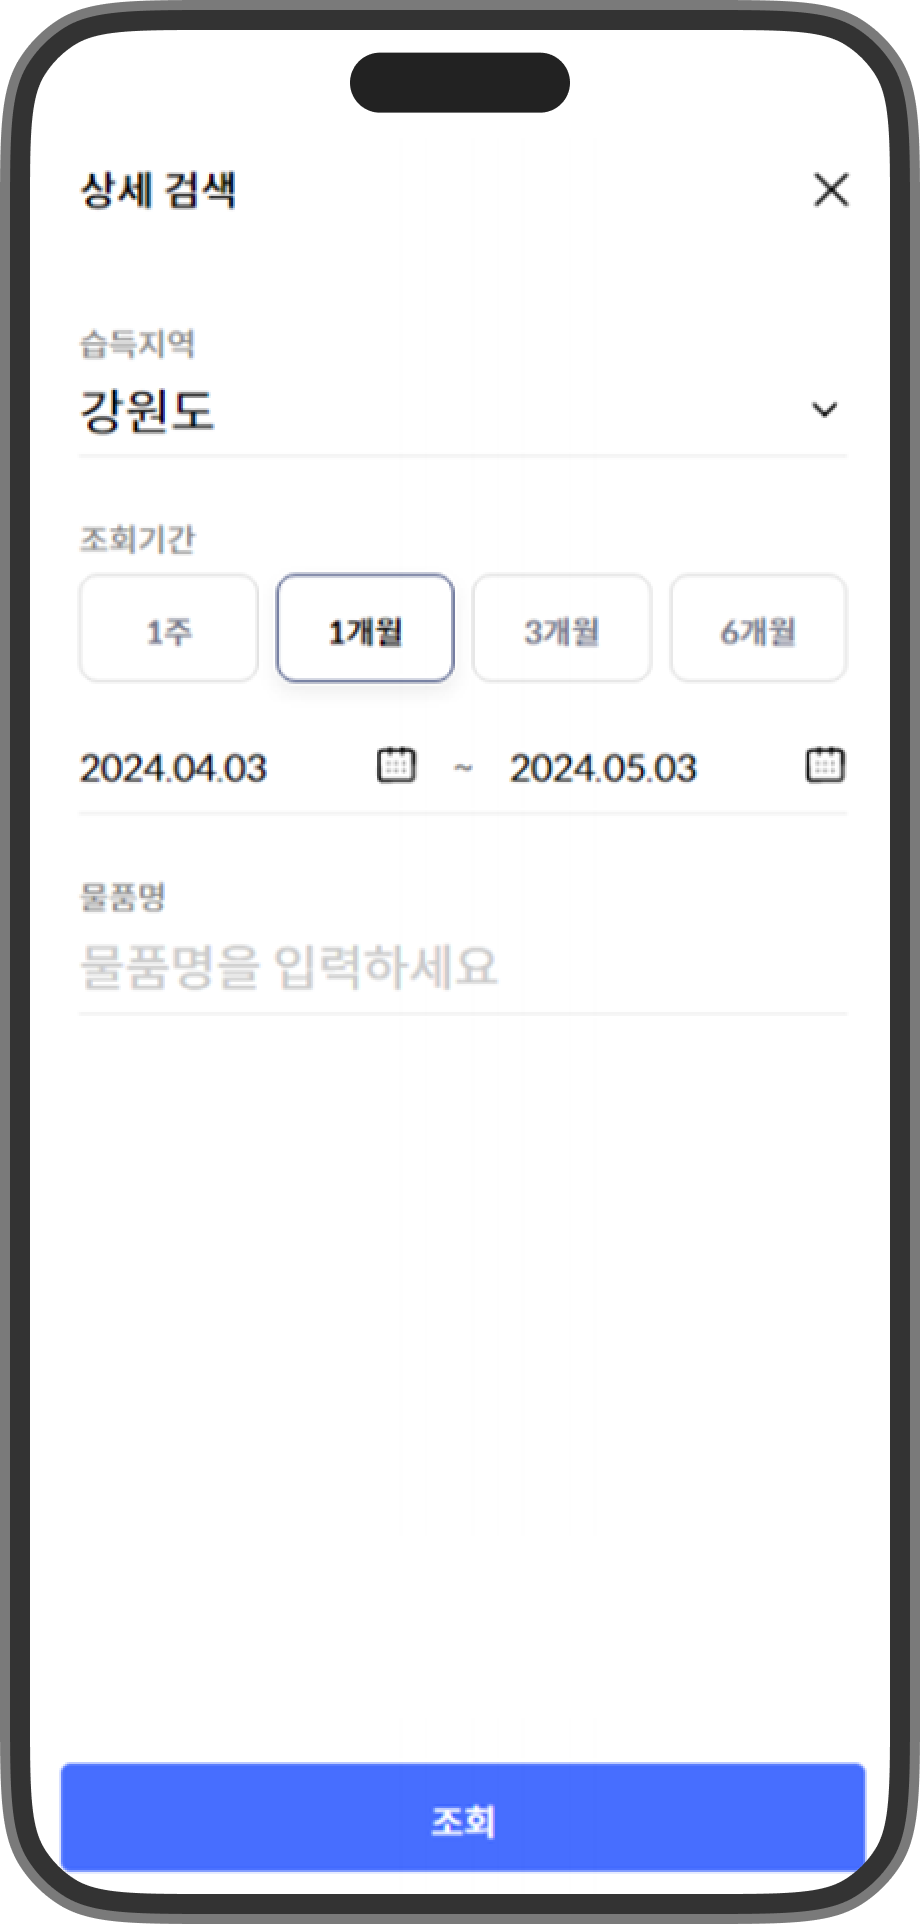 상세 검색
습득지역
강원도
조회기간
1주 1개월 3개월 6개월
2024.04.03 ~ 2024.05.03
물품명
물품명을 입력하세요
조회